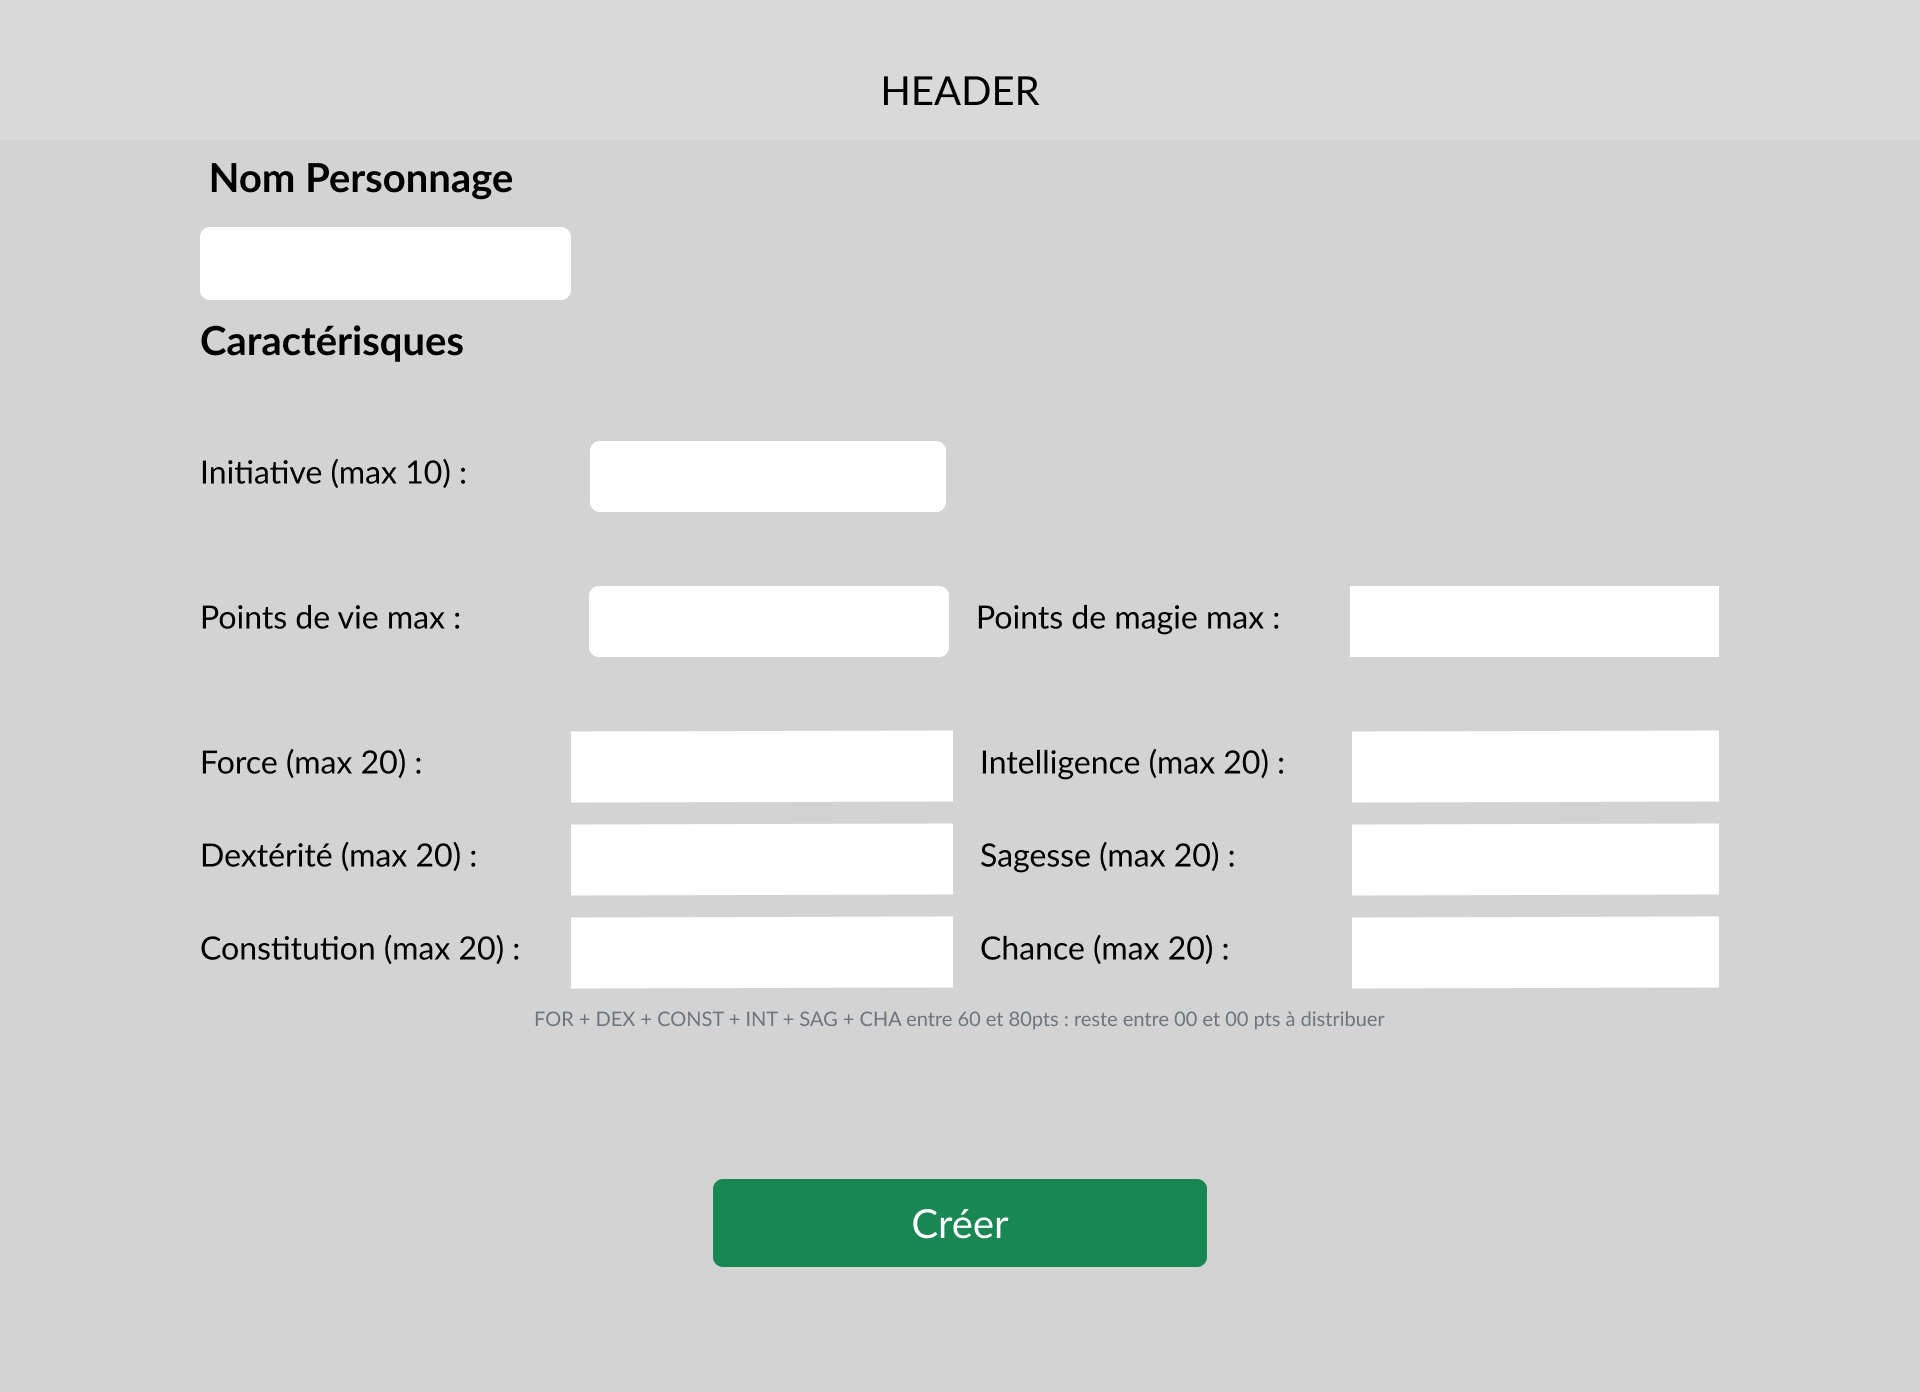 HEADER
Nom Personnage
Caractérisques
Initiative (max 10) :
Points de vie max :
Points de magie max :
Force (max 20) :
Intelligence (max 20) :
Dextérité (max 20) :
Sagesse (max 20) :
Constitution (max 20) :
Chance (max 20) :
FOR + DEX + CONST + INT + SAG + CHA entre 60 et 80pts : reste entre 00 et 00 pts à distribuer
Créer